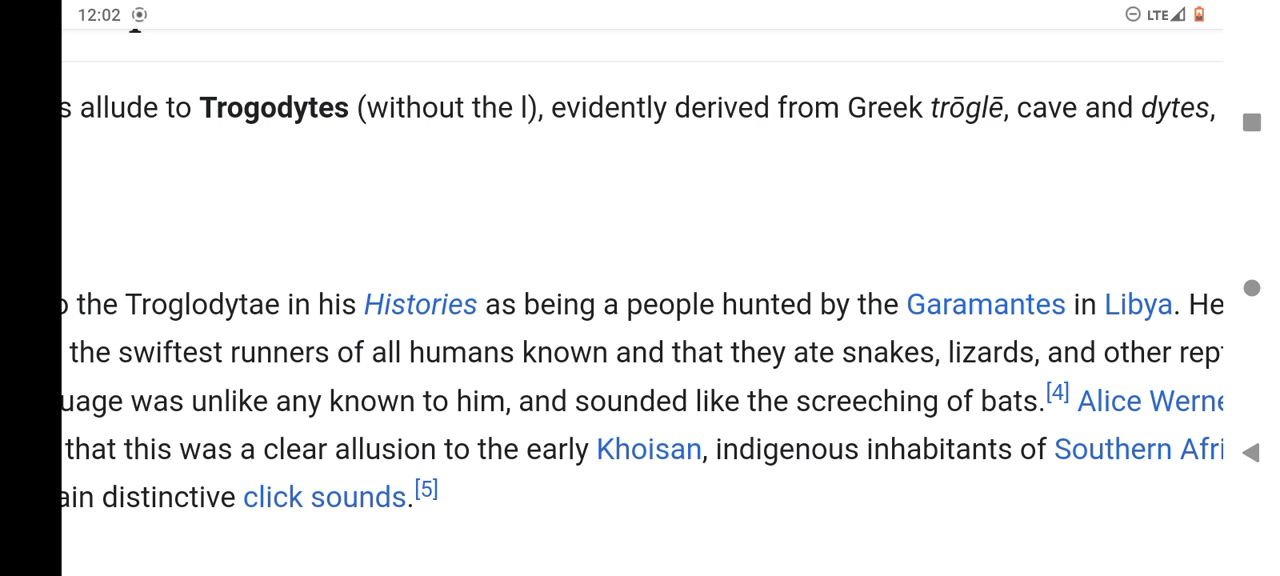 12:02 LTE
s allude to Trogodytes (without the l), evidently derived from Greek trōglē, cave and dytes,
the Troglodytae in his Histories as being a people hunted by the Garamantes in Libya. He
the swiftest runners of all humans known and that they ate snakes, lizards, and other rep
uage was unlike any known to him, and sounded like the screeching of bats.[4] Alice Werne
that this was a clear allusion to the early Khoisan, indigenous inhabitants of Southern Afri
ain distinctive click sounds.[5]